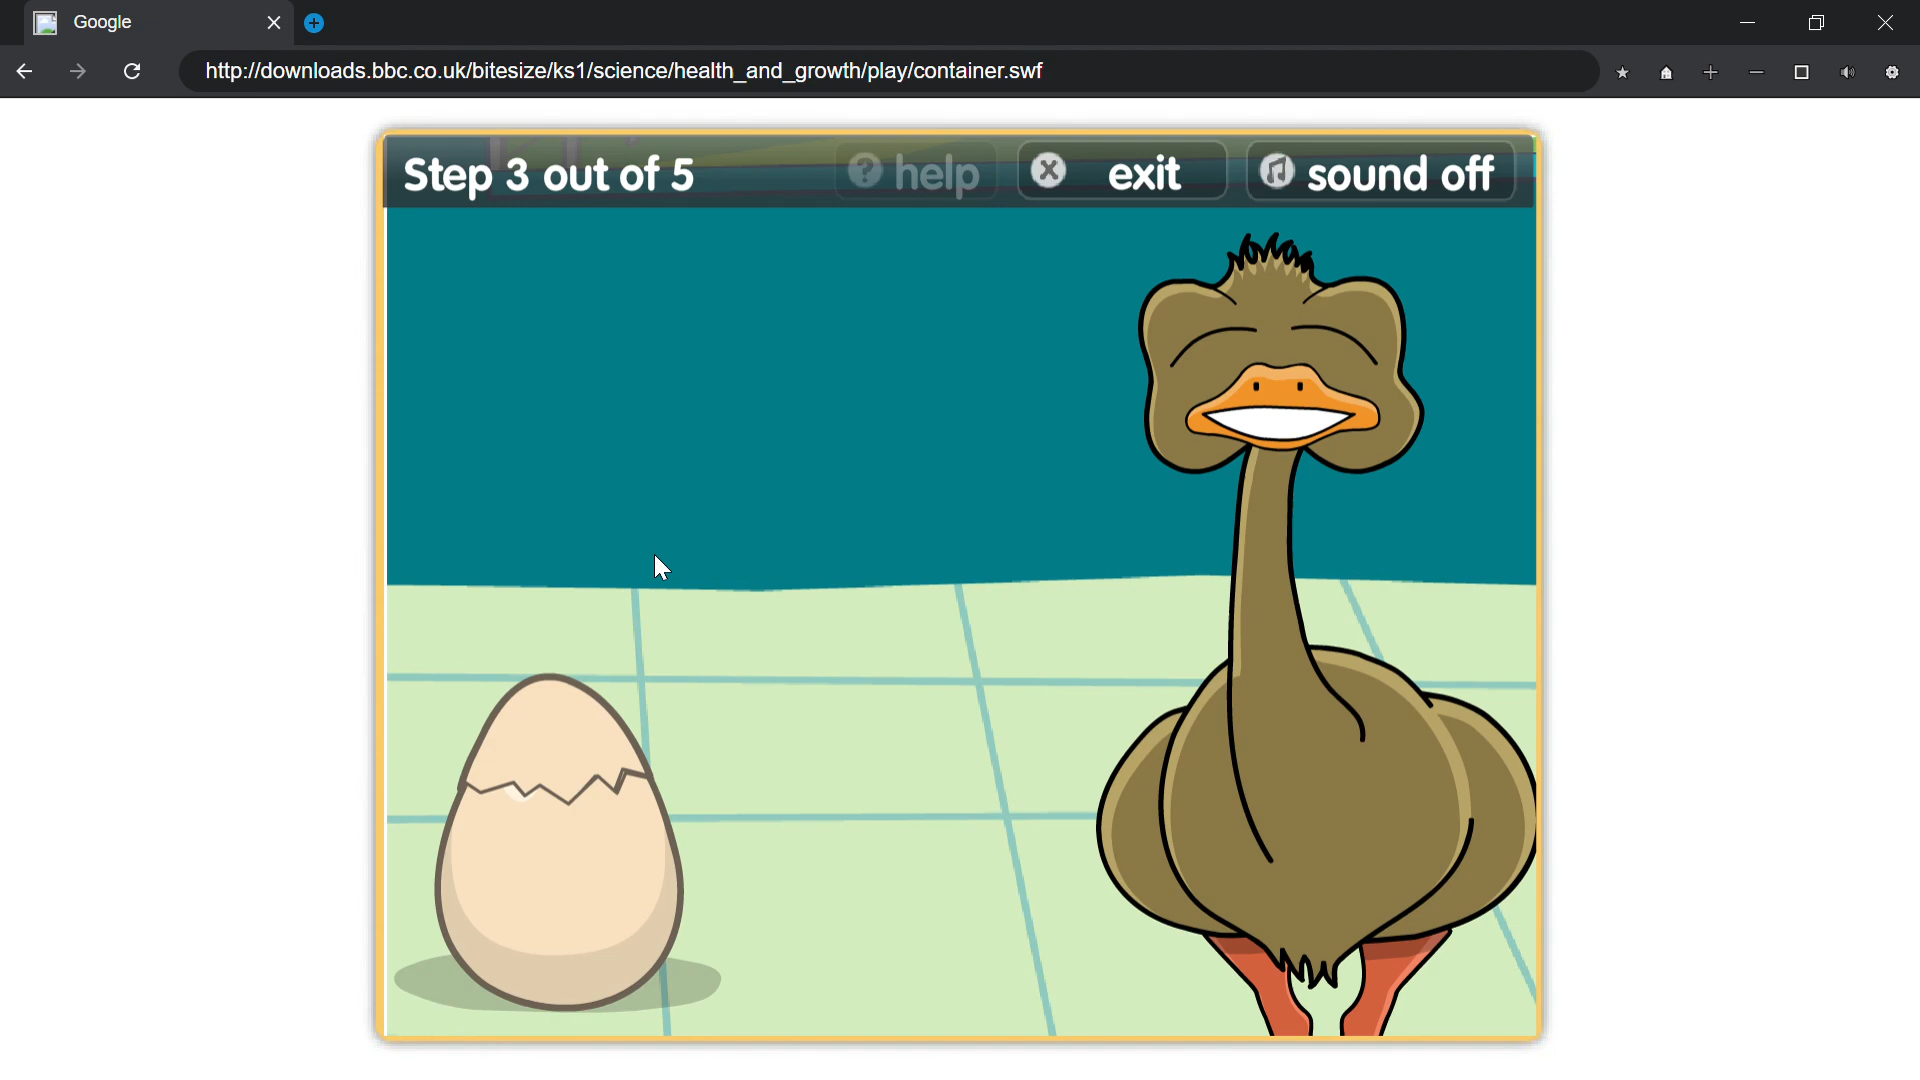 Google
http://downloads.bbc.co.uk/bitesize/ks1/science/health_and_growth/play/container.swf
Step 3 out of 5
? help
exit
sound off